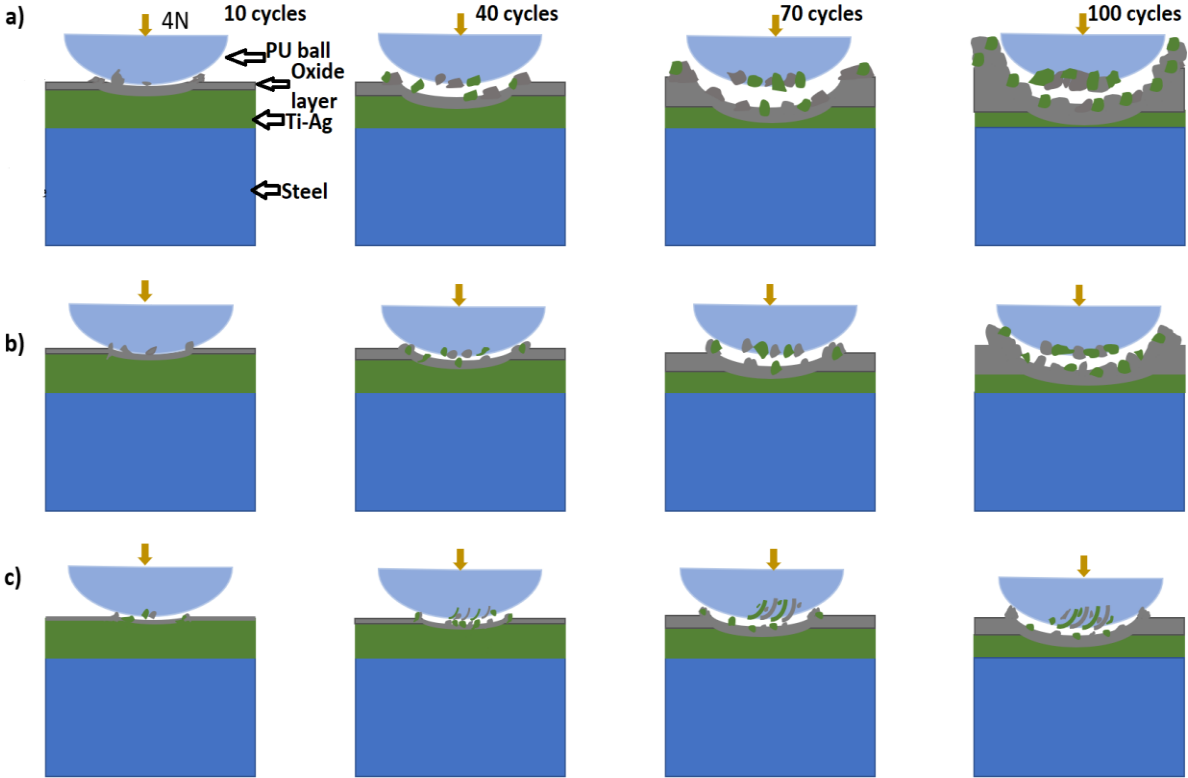 a)
4N
10 cycles
40 cycles
70 cycles
100 cycles
PU ball
Oxide
layer
Ti-Ag
Steel
b)
c)